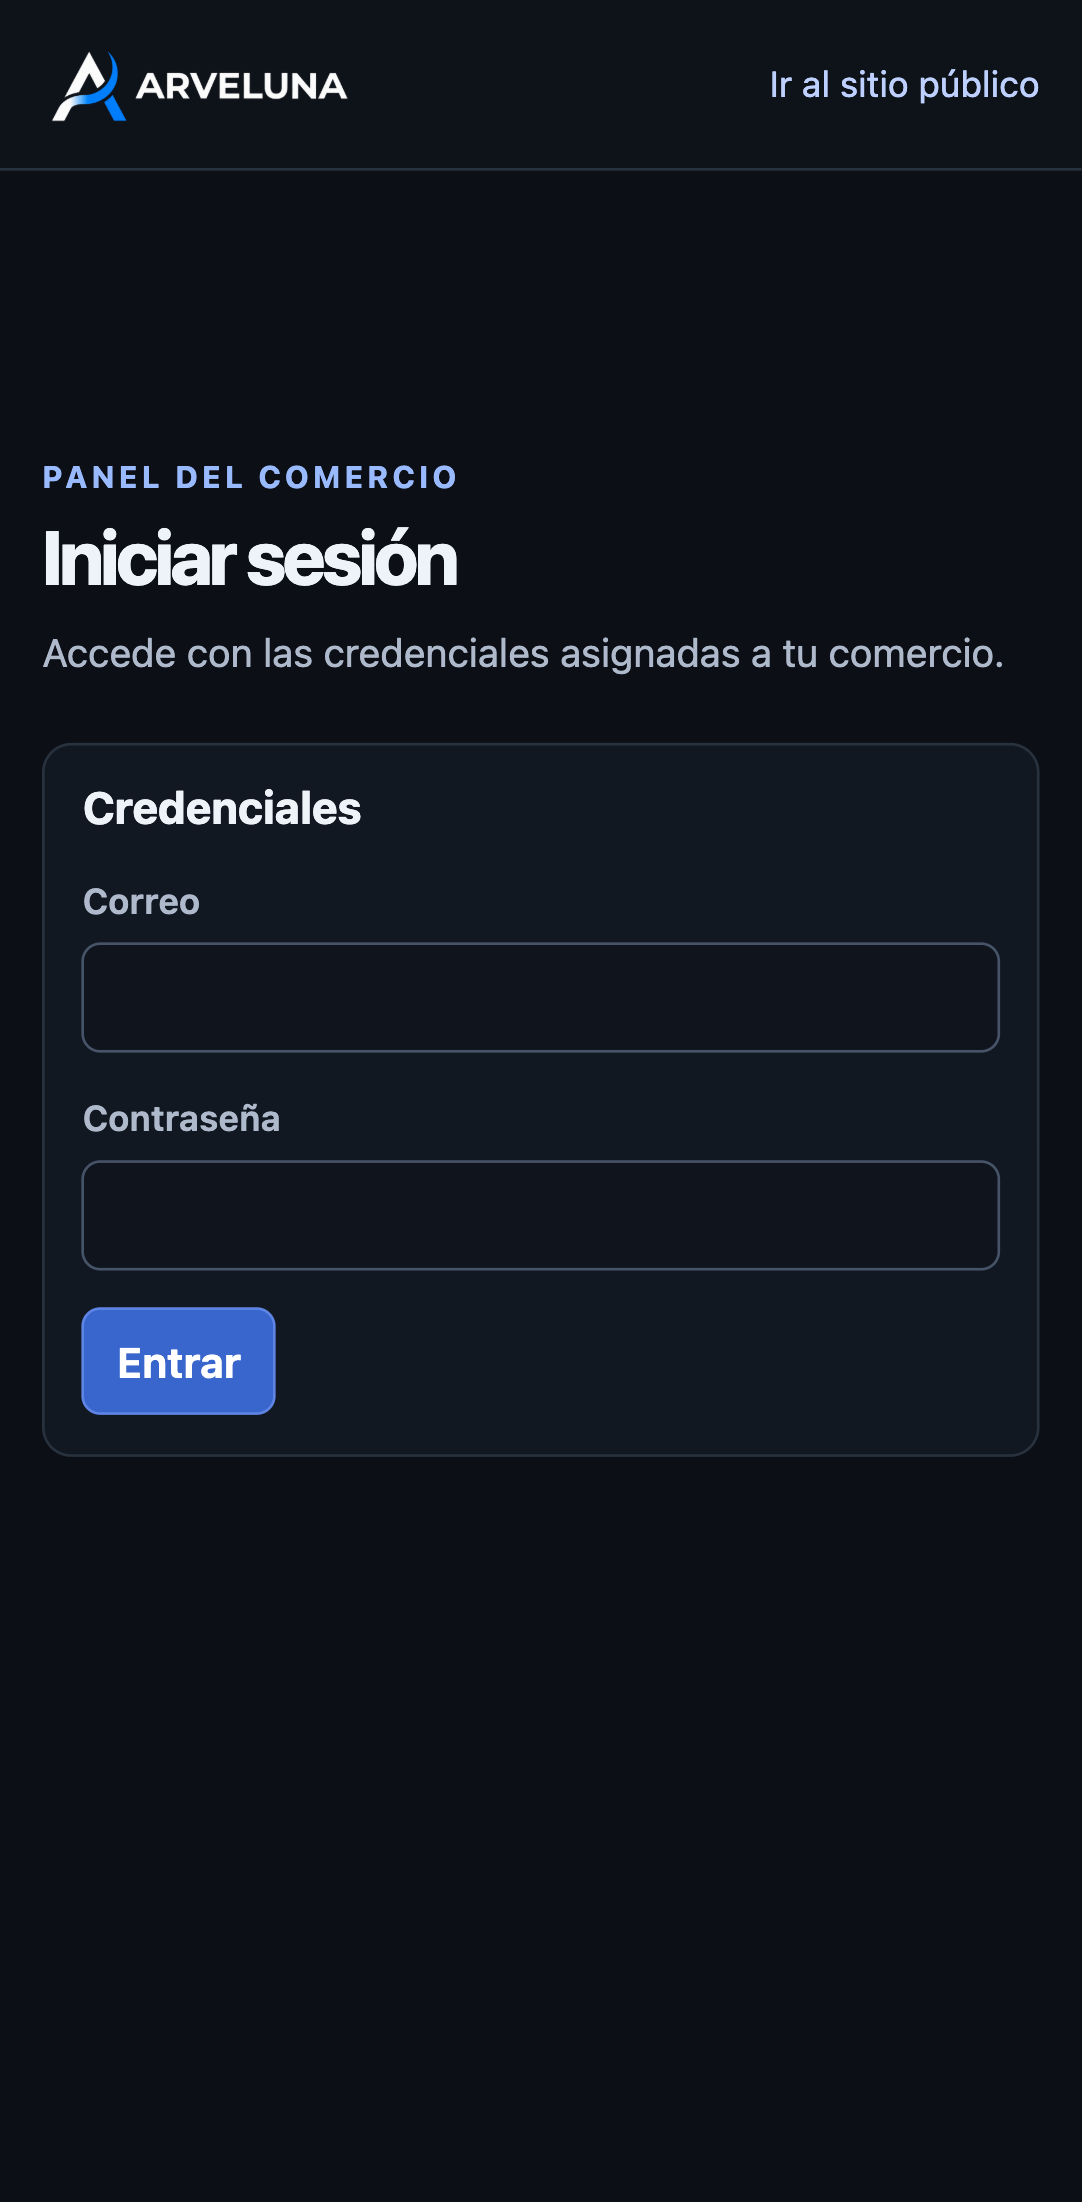 ARVELUNA
Ir al sitio público
PANEL DEL COMERCIO
Iniciar sesión
Accede con las credenciales asignadas a tu comercio.
Credenciales
Correo
Contraseña
Entrar